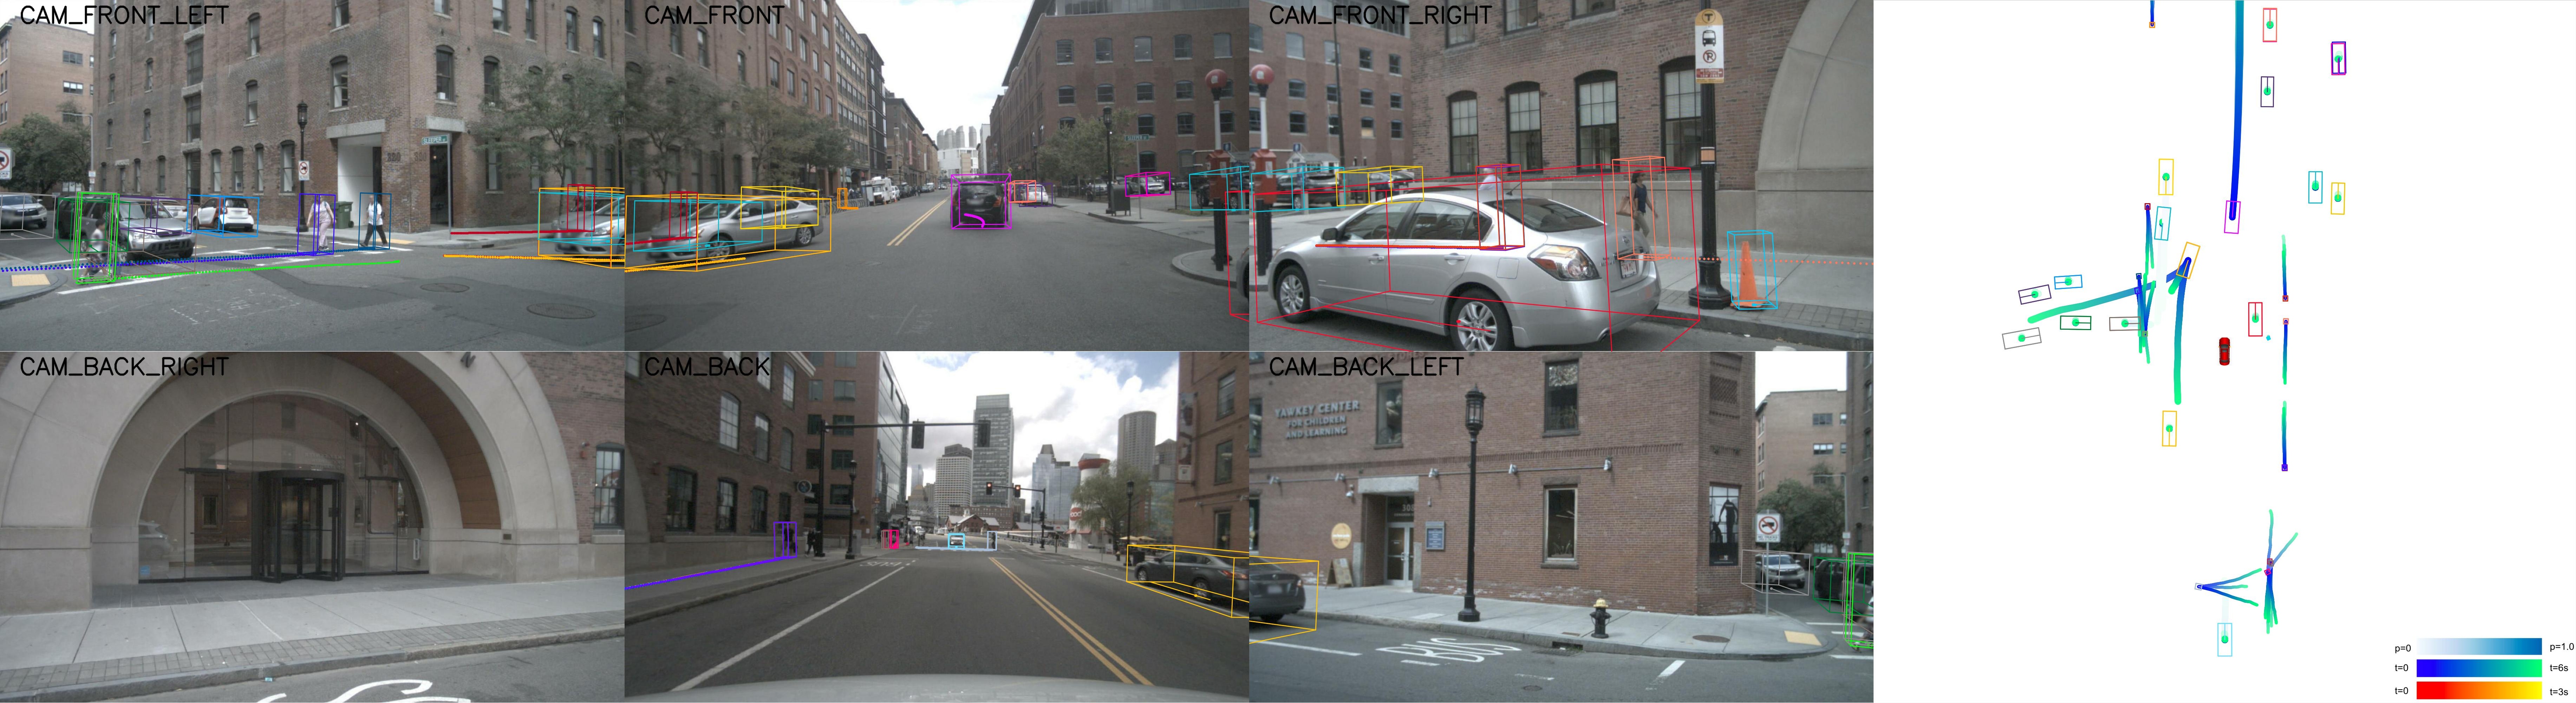 CAM_FRONT_LEFT
CAM_FRONT
CAM_FRONT_RIGHT
T
CAM_BACK_RIGHT
CAM_BACK
CAM_BACK_LEFT
YAWKEY CENTER
FOR CHILDREN
AND LEARNING
BUS
p=0
p=1.0
t=0
t=6s
t=0
t=3s